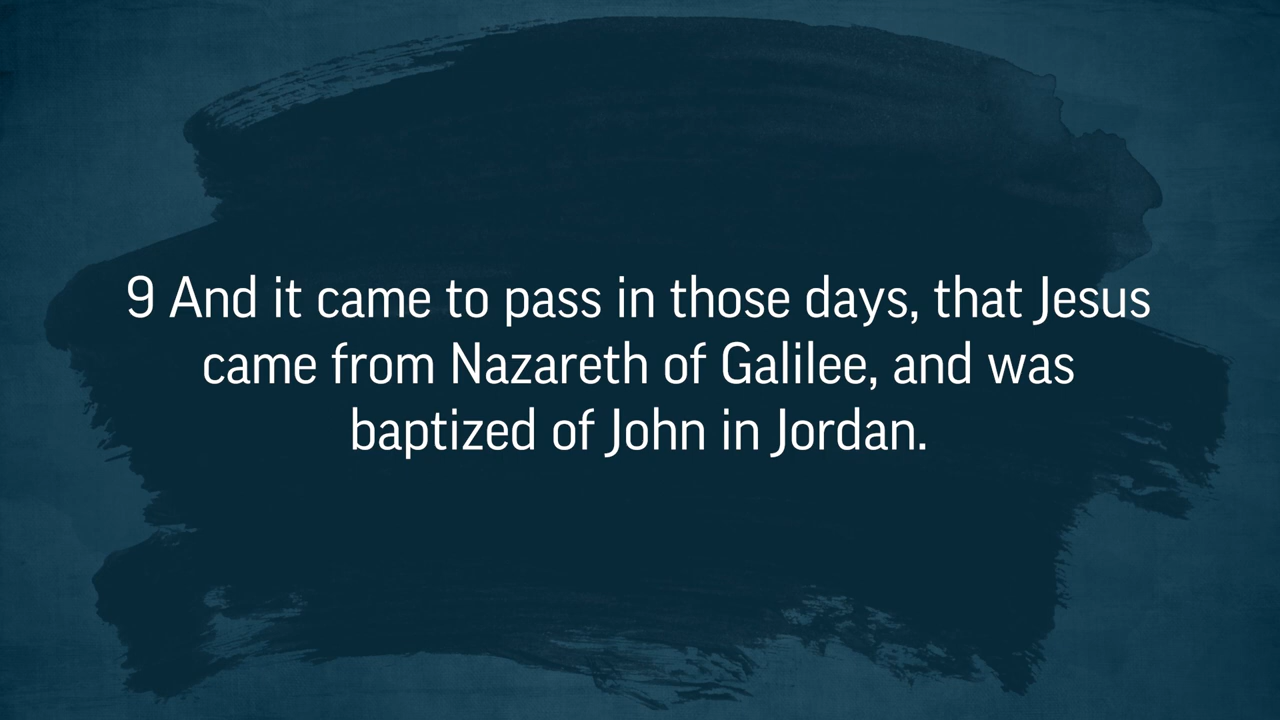 9 And it came to pass in those days, that Jesus
came from Nazareth of Galilee, and was
baptized of John in Jordan.